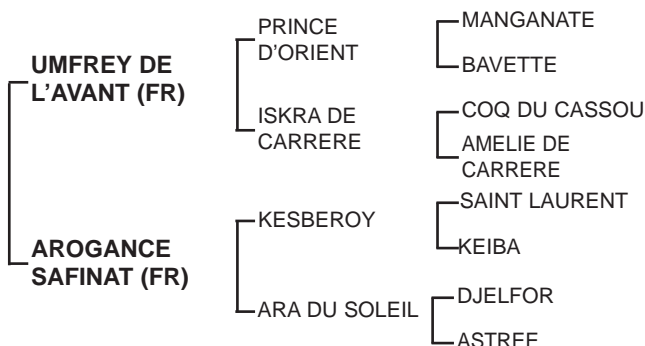 PRINCE
D'ORIENT
MANGANATE
BAVETTE
UMFREY DE
L'AVANT (FR)
ISKRA DE
CARRERE
COQ DU CASSOU
AMELIE DE
CARRERE
AROGANCE
SAFINAT (FR)
KESBEROY
SAINT LAURENT
KEIBA
ARA DU SOLEIL
DJELFOR
ASTREE